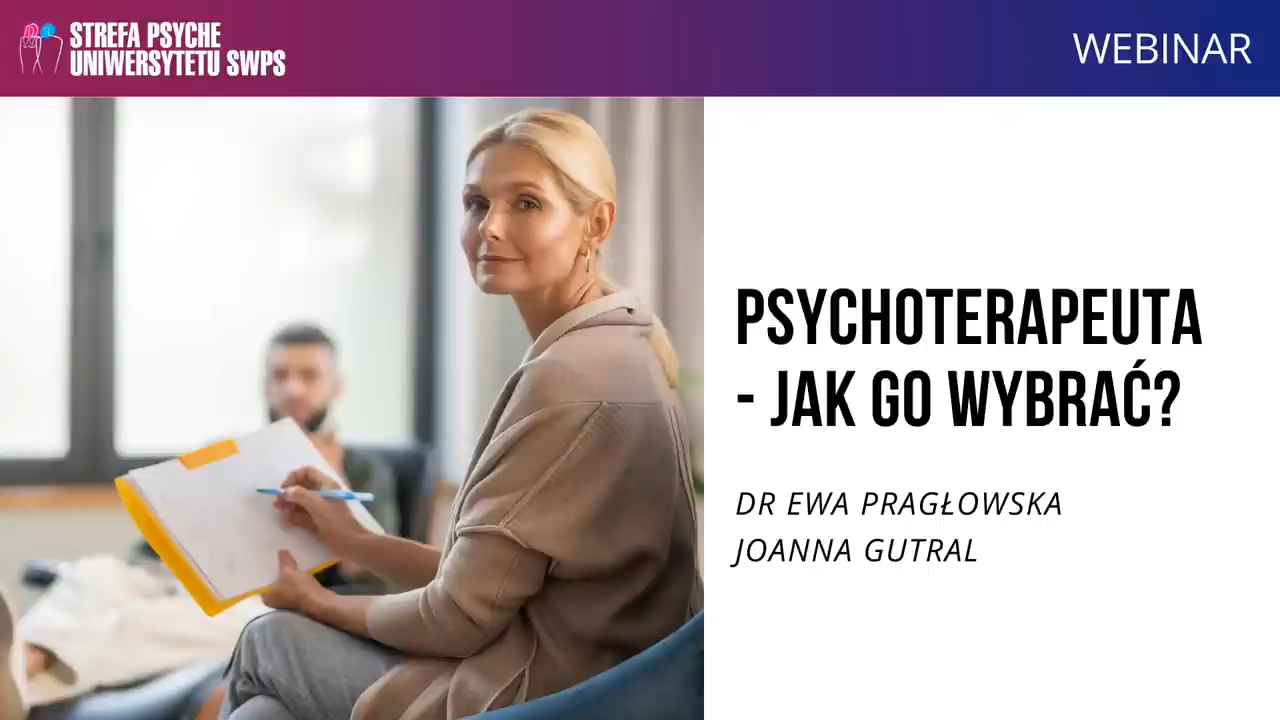 STREFA PSYCHE
UNIWERSYTETU SWPS
WEBINAR
PSYCHOTERAPEUTA
- JAK GO WYBRAĆ?
DR EWA PRAGŁOWSKA
JOANNA GUTRAL